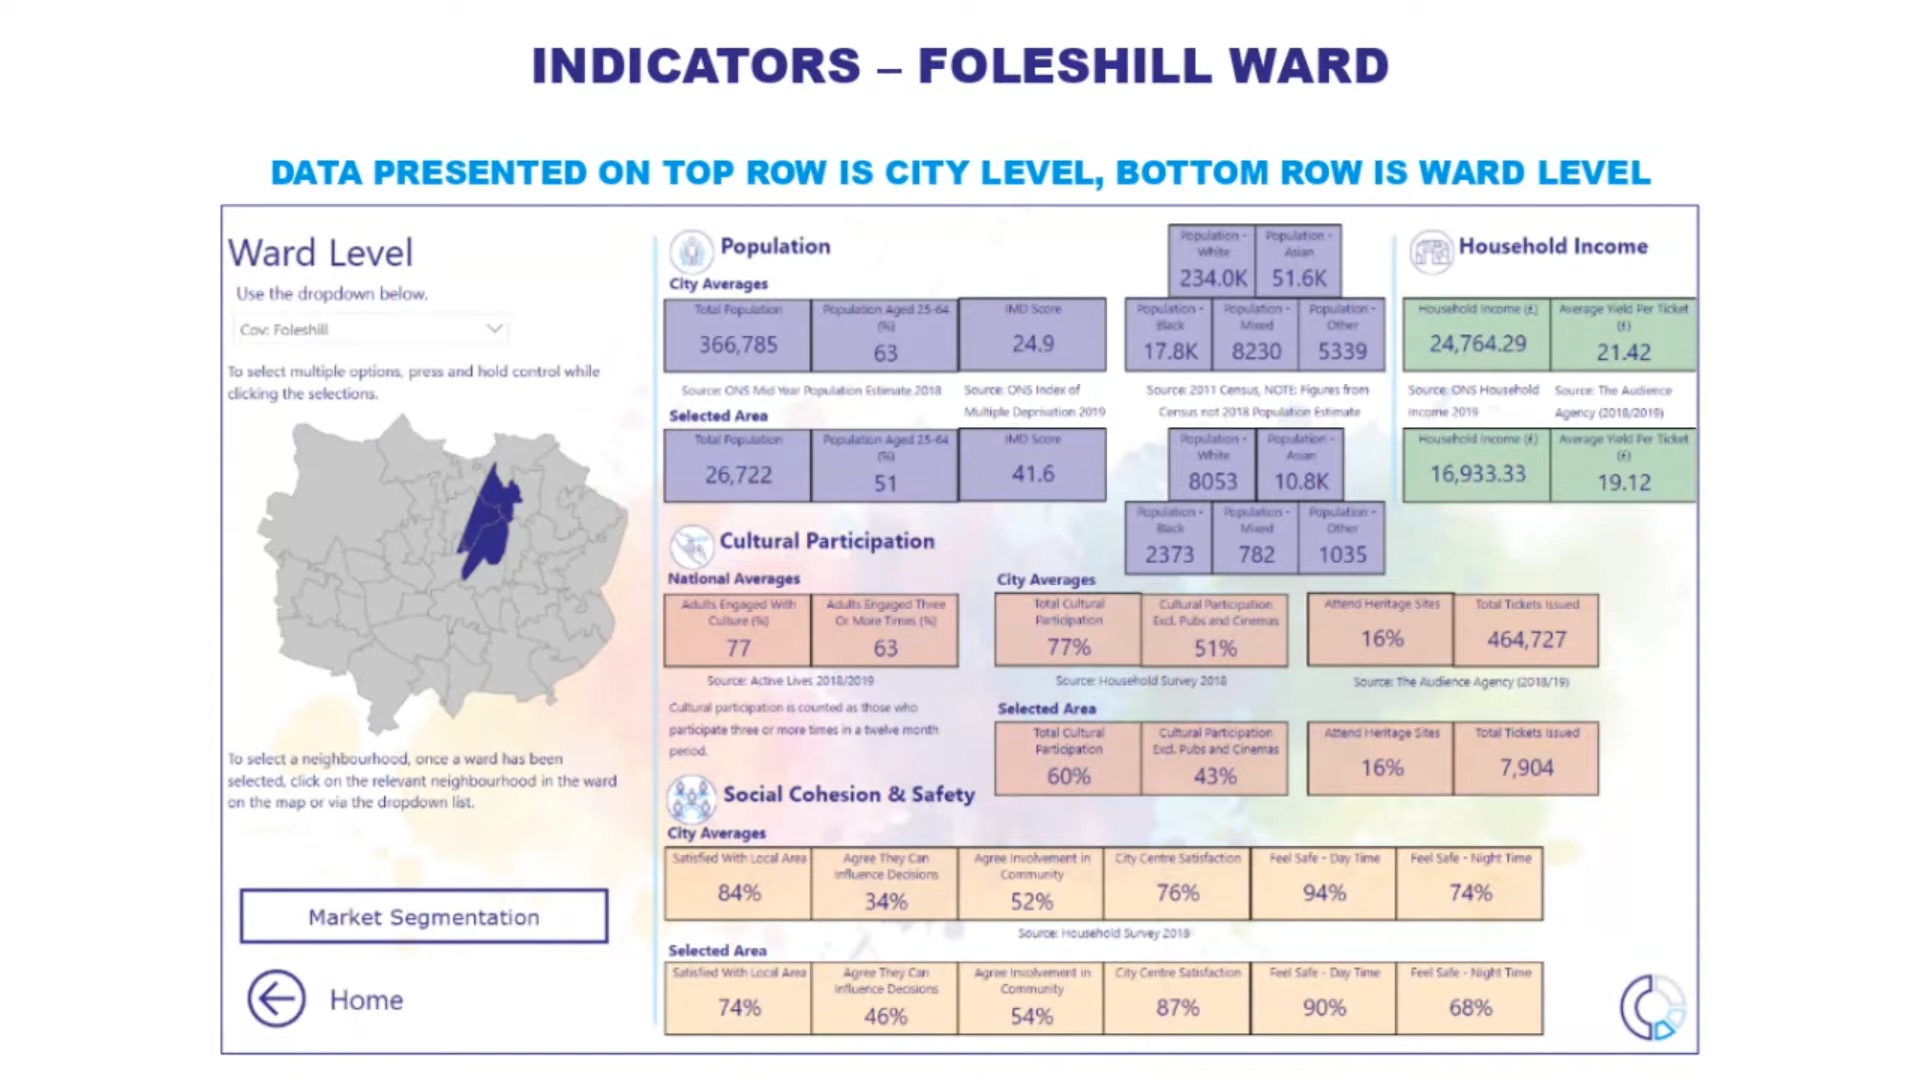 INDICATORS – FOLESHILL WARD
DATA PRESENTED ON TOP ROW IS CITY LEVEL, BOTTOM ROW IS WARD LEVEL
Ward Level
Use the dropdown below.
Cov: Foleshill
To select multiple options, press and hold control while
clicking the selections.
To select a neighbourhood, once a ward has been
selected, click on the relevant neighbourhood in the ward
on the map or via the dropdown list.
Market Segmentation
Home
Population
City Averages
Total Population
366,785
Population Aged 25-64
(%)
63
IMD Score
24.9
Source: ONS Mid Year Population Estimate 2018
Source: ONS Index of
Multiple Deprivation 2019
Selected Area
Total Population
26,722
Population Aged 25-64
(%)
51
IMD Score
41.6
Population -
White
234.0K
Population -
Asian
51.6K
Population -
Black
17.8K
Population -
Mixed
8230
Population -
Other
5339
Source: 2011 Census, NOTE: Figures from
Census not 2018 Population Estimate
Population -
White
8053
Population -
Asian
10.8K
Population -
Black
2373
Population -
Mixed
782
Population -
Other
1035
Household Income
Household Income (£)
24,764.29
Average Yield Per Ticket
(£)
21.42
Source: ONS Household
Income 2019
Source: The Audience
Agency (2018/2019)
Household Income (£)
16,933.33
Average Yield Per Ticket
(£)
19.12
Cultural Participation
National Averages
Adults Engaged With
Culture (%)
77
Adults Engaged Three
Or More Times (%)
63
Source: Active Lives 2018/2019
Cultural participation is counted as those who
participate three or more times in a twelve month
period.
City Averages
Total Cultural
Participation
77%
Cultural Participation
Excl. Pubs and Cinemas
51%
Attend Heritage Sites
16%
Total Tickets Issued
464,727
Source: Household Survey 2018
Source: The Audience Agency (2018/19)
Selected Area
Total Cultural
Participation
60%
Cultural Participation
Excl. Pubs and Cinemas
43%
Attend Heritage Sites
16%
Total Tickets Issued
7,904
Social Cohesion & Safety
City Averages
Satisfied With Local Area
84%
Agree They Can
Influence Decisions
34%
Agree Involvement in
Community
52%
City Centre Satisfaction
76%
Feel Safe - Day Time
94%
Feel Safe - Night Time
74%
Source: Household Survey 2018
Selected Area
Satisfied With Local Area
74%
Agree They Can
Influence Decisions
46%
Agree Involvement in
Community
54%
City Centre Satisfaction
87%
Feel Safe - Day Time
90%
Feel Safe - Night Time
68%